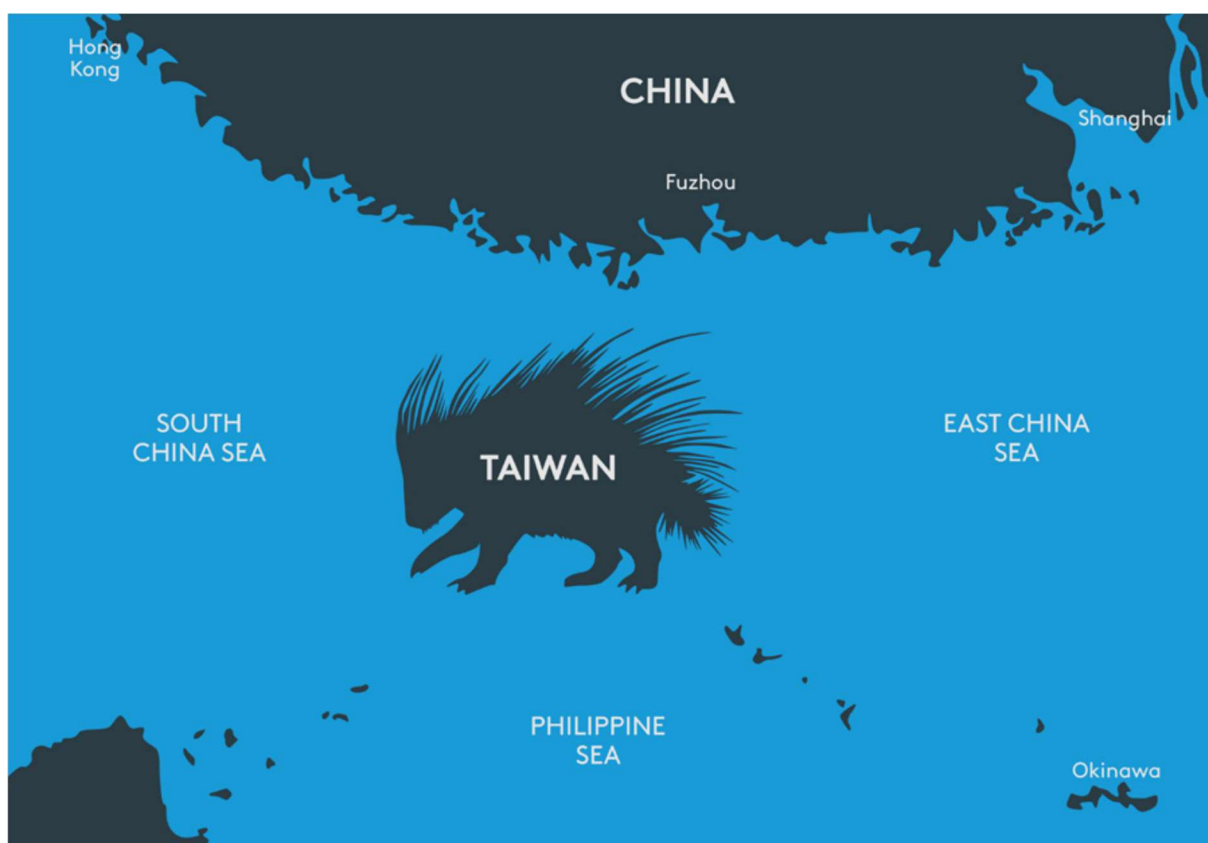 Hong
Kong
CHINA
Shanghai
Fuzhou
SOUTH
CHINA SEA
TAIWAN
EAST CHINA
SEA
PHILIPPINE
SEA
Okinawa